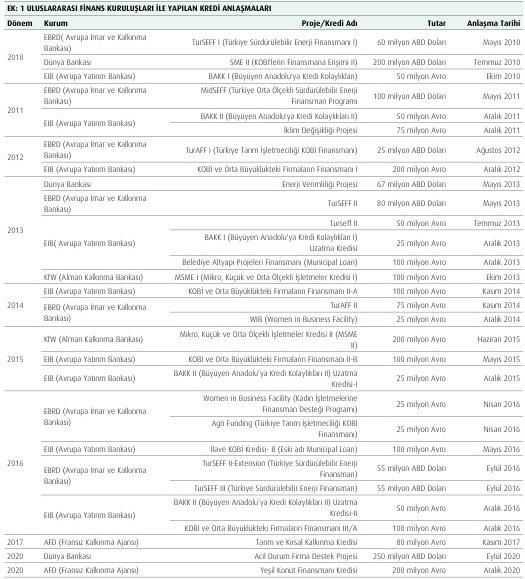 EK: 1 ULUSLARARASI FİNANS KURULUŞLARI İLE YAPILAN KREDİ ANLAŞMALARI
Dönem Kurum Proje/Kredi Adı Tutar Anlaşma Tarihi
2010 EBRD( Avrupa İmar ve Kalkınma Bankası) TurSEFF I (Türkiye Sürdürülebilir Enerji Finansmanı I) 60 milyon ABD Doları Mayıs 2010
Dünya Bankası SME II (KOBİ'lerin Finansmana Erişimi II) 200 milyon ABD Doları Temmuz 2010
EIB (Avrupa Yatırım Bankası) BAKK I (Büyüyen Anadolu'ya Kredi Kolaylıkları) 50 milyon Avro Ekim 2010
2011 EBRD (Avrupa İmar ve Kalkınma Bankası) MidSEFF (Türkiye Orta Ölçekli Sürdürülebilir Enerji Finansman Programı 100 milyon ABD Doları Mayıs 2011
EIB (Avrupa Yatırım Bankası) BAKK II (Büyüyen Anadolu'ya Kredi Kolaylıkları II) 50 milyon Avro Aralık 2011
İklim Değişikliği Projesi 75 milyon Avro Aralık 2011
2012 EBRD (Avrupa İmar ve Kalkınma Bankası) TurAFF I (Türkiye Tarım İşletmeciliği KOBİ Finansmanı) 25 milyon ABD Doları Ağustos 2012
EIB (Avrupa Yatırım Bankası) KOBİ ve Orta Büyüklükteki Firmaların Finansmanı I 200 milyon Avro Aralık 2012
2013 Dünya Bankası Enerji Verimliliği Projesi 67 milyon ABD Doları Mayıs 2013
EBRD (Avrupa İmar ve Kalkınma Bankası) TurSEFF II 80 milyon ABD Doları Mayıs 2013
EIB( Avrupa Yatırım Bankası) Turseff II 50 milyon Avro Temmuz 2013
BAKK I (Büyüyen Anadolu'ya Kredi Kolaylıkları I) Uzatma Kredisi 25 milyon Avro Aralık 2013
Belediye Altyapı Projeleri Finansmanı (Municipal Loan) 100 milyon Avro Aralık 2013
KfW (Alman Kalkınma Bankası) MSME I (Mikro, Küçük ve Orta Ölçekli İşletmeler Kredisi I) 100 milyon Avro Ekim 2013
2014 EIB (Avrupa Yatırım Bankası) KOBİ ve Orta Büyüklükteki Firmaların Finansmanı II-A 100 milyon Avro Kasım 2014
EBRD (Avrupa İmar ve Kalkınma Bankası) TurAFF II 75 milyon Avro Kasım 2014
WIB (Women in Business Facility) 25 milyon Avro Aralık 2014
2015 KfW (Alman Kalkınma Bankası) Mikro, Küçük ve Orta Ölçekli İşletmeler Kredisi II (MSME II) 200 milyon Avro Haziran 2015
EIB (Avrupa Yatırım Bankası) KOBİ ve Orta Büyüklükteki Firmaların Finansmanı II-B 100 milyon Avro Mayıs 2015
EIB (Avrupa Yatırım Bankası) BAKK II (Büyüyen Anadolu'ya Kredi Kolaylıkları II) Uzatma Kredisi-I 25 milyon Avro Aralık 2015
2016 EBRD (Avrupa İmar ve Kalkınma Bankası) Women in Business Facility (Kadın İşletmelerine Finansman Desteği Programı) 25 milyon Avro Nisan 2016
Agri Funding (Türkiye Tarım İşletmeciliği KOBİ Finansmanı) 25 milyon Avro Nisan 2016
EIB (Avrupa Yatırım Bankası) İlave KOBİ Kredisi- B (Eski adı Municipal Loan) 100 milyon Avro Mayıs 2016
EBRD (Avrupa İmar ve Kalkınma Bankası) TurSEFF II-Extension (Türkiye Sürdürülebilir Enerji Finansman) 55 milyon ABD Doları Eylül 2016
TurSEFF III (Türkiye Sürdürülebilir Enerji Finansman) 55 milyon ABD Doları Eylül 2016
EIB (Avrupa Yatırım Bankası) BAKK II (Büyüyen Anadolu'ya Kredi Kolaylıkları II) Uzatma Kredisi-II 50 milyon Avro Aralık 2016
KOBİ ve Orta Büyüklükteki Firmaların Finansmanı III/A 100 milyon Avro Aralık 2016
2017 AFD (Fransız Kalkınma Ajansı) Tarım ve Kırsal Kalkınma Kredisi 80 milyon Avro Kasım 2017
2020 Dünya Bankası Acil Durum Firma Destek Projesi 250 milyon ABD Doları Eylül 2020
2020 AFD (Fransız Kalkınma Ajansı) Yeşil Konut Finansmanı Kredisi 200 milyon Avro Aralık 2020